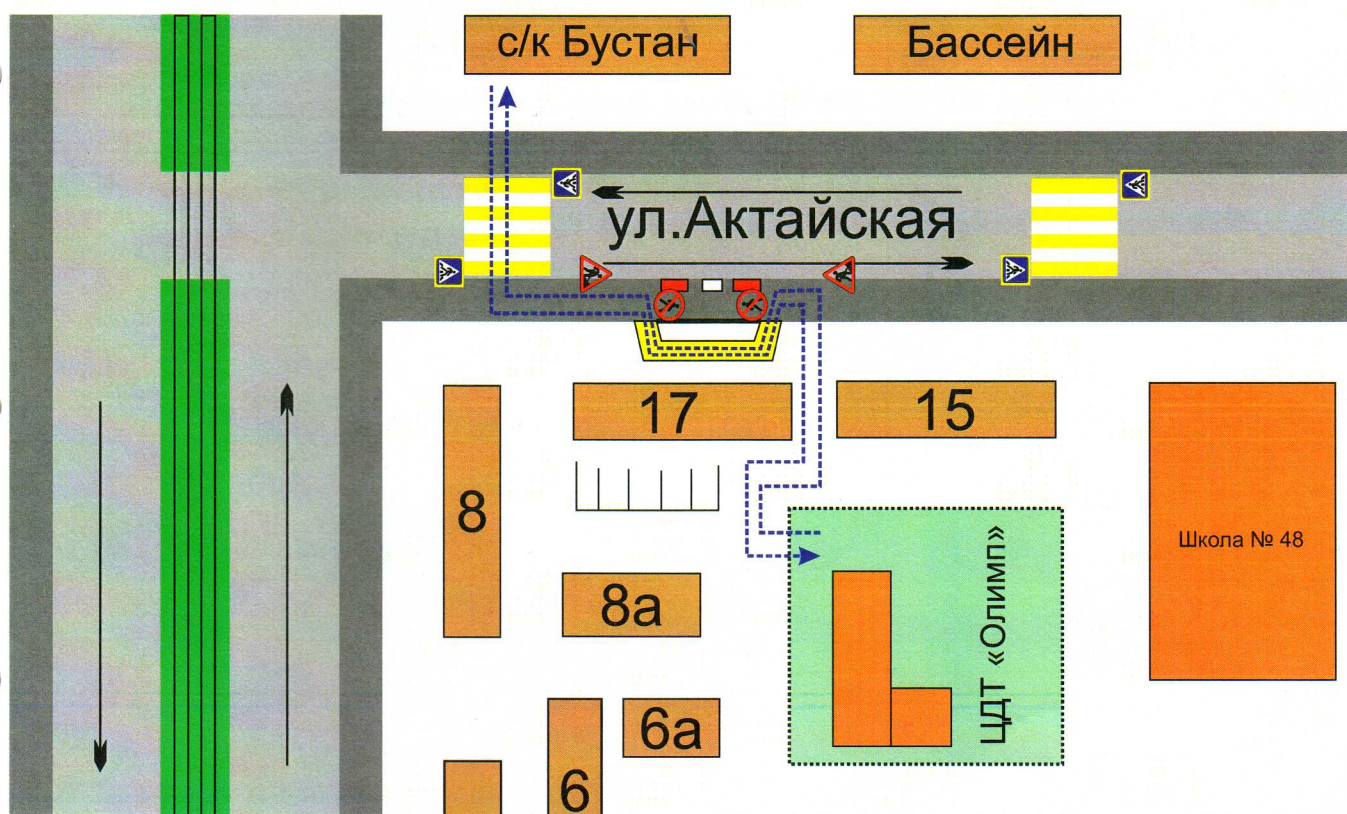 с/к Бустан
Бассейн
ул.Актайская
17
15
8
Школа № 48
8а
ЦДТ «Олимп»
6а
6